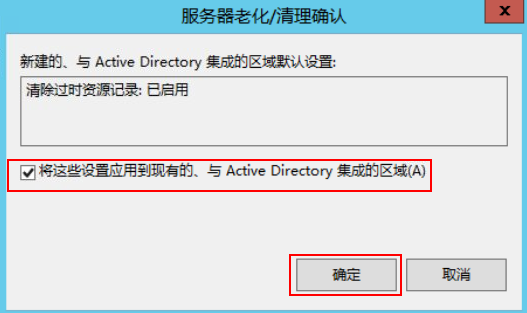 服务器老化/清理确认
x
新建的、与 Active Directory 集成的区域默认设置:
清除过时资源记录: 已启用
将这些设置应用到现有的、与 Active Directory 集成的区域(A)
确定
取消